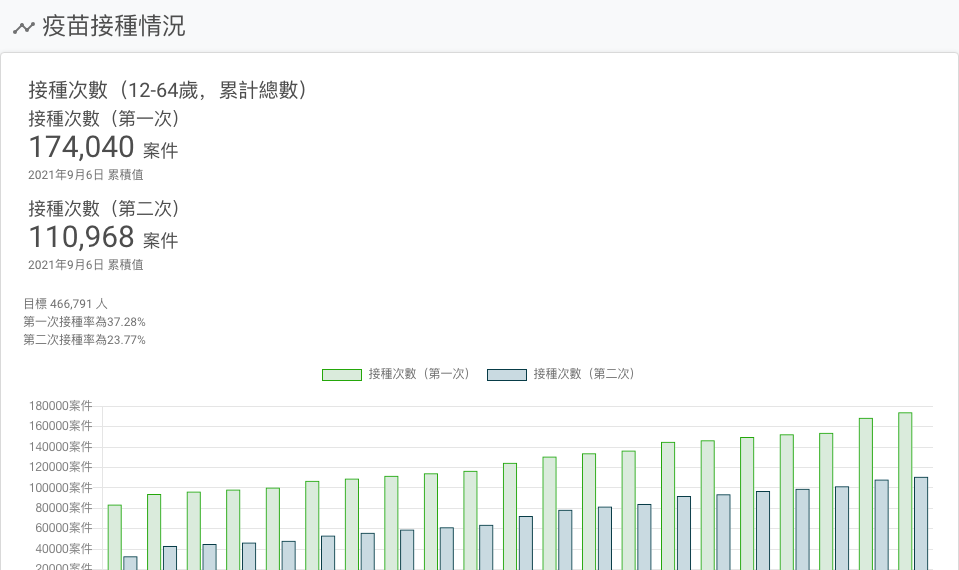 疫苗接種情況
接種次數（12-64歲，累計總數）
接種次數（第一次）
174,040 案件
2021年9月6日 累積值
接種次數（第二次）
110,968 案件
2021年9月6日 累積值
目標 466,791 人
第一次接種率為37.28%
第二次接種率為23.77%
接種次數（第一次） 接種次數（第二次）
180000案件
160000案件
140000案件
120000案件
100000案件
80000案件
60000案件
40000案件
20000案件